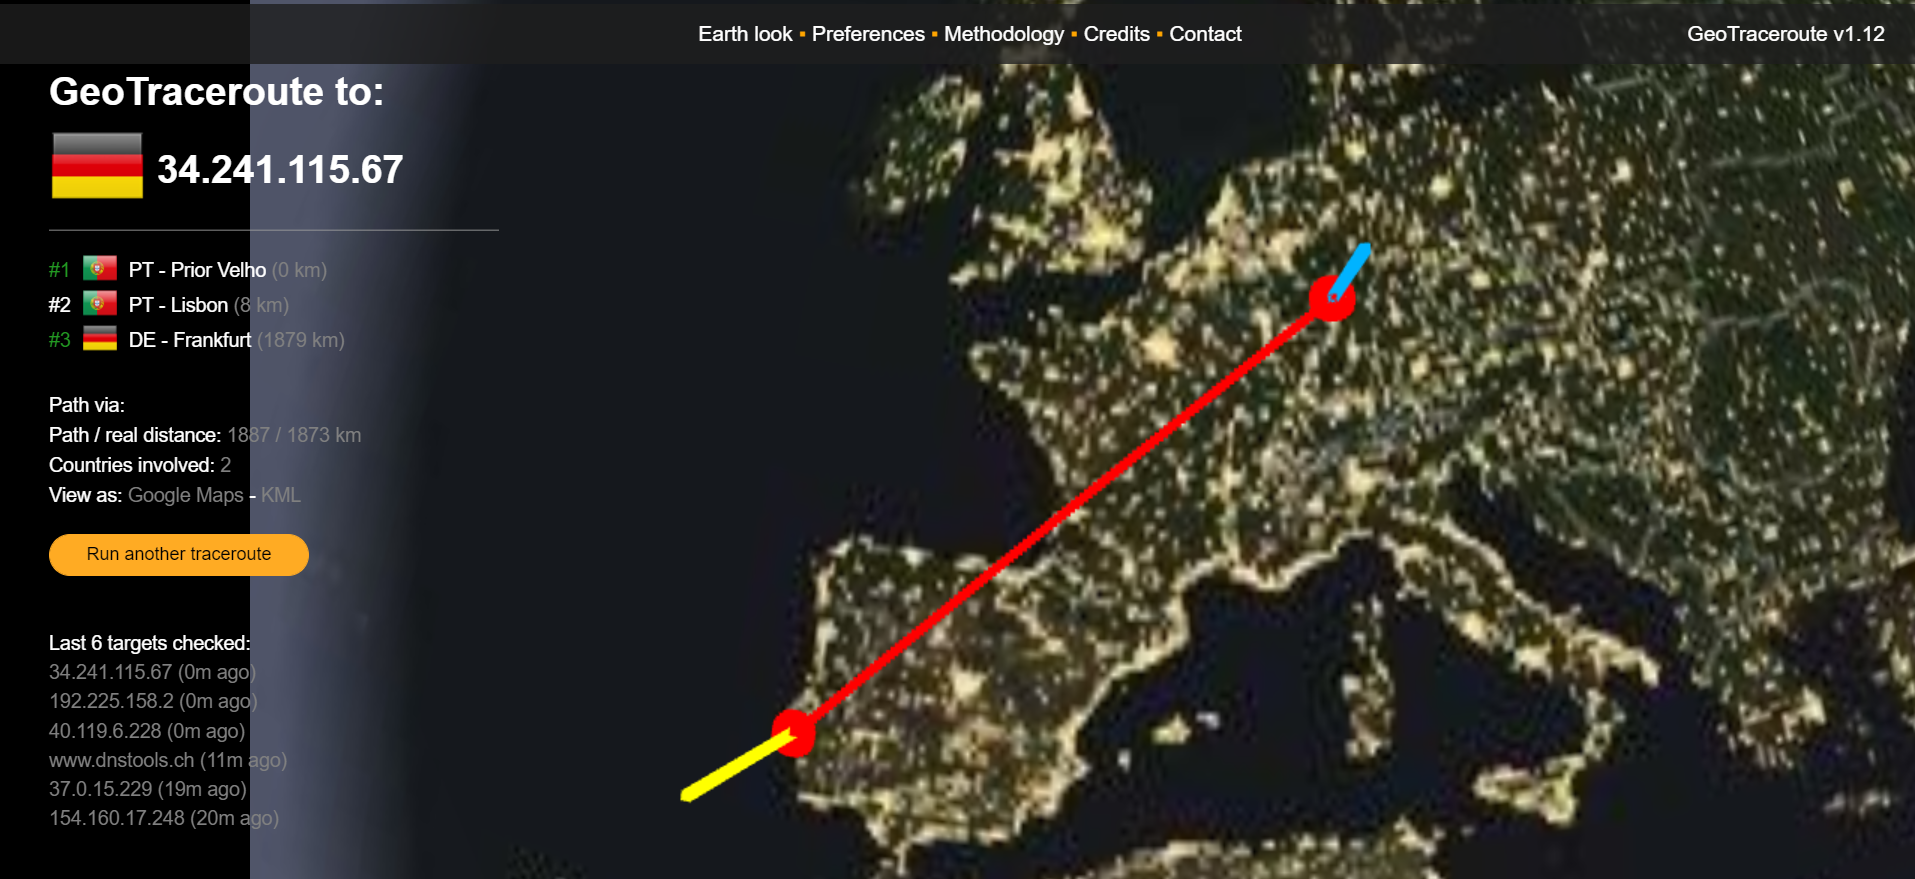 Earth look ▪ Preferences ▪ Methodology ▪ Credits ▪ Contact
GeoTraceroute v1.12
GeoTraceroute to:
34.241.115.67
#1 PT - Prior Velho (0 km)
#2 PT - Lisbon (8 km)
#3 DE - Frankfurt (1879 km)
Path via:
Path / real distance: 1887 / 1873 km
Countries involved: 2
View as: Google Maps - KML
Run another traceroute
Last 6 targets checked:
34.241.115.67 (0m ago)
192.225.158.2 (0m ago)
40.119.6.228 (0m ago)
www.dnstools.ch (11m ago)
37.0.15.229 (19m ago)
154.160.17.248 (20m ago)